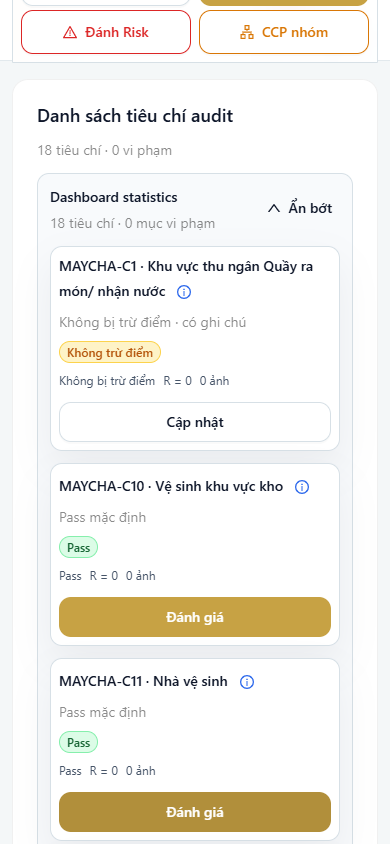 Đánh Risk
CCP nhóm
Danh sách tiêu chí audit
18 tiêu chí · 0 vi phạm
Dashboard statistics
18 tiêu chí · 0 mục vi phạm
Ẩn bớt
MAYCHA-C1 · Khu vực thu ngân Quầy ra
món/ nhận nước
Không bị trừ điểm · có ghi chú
Không trừ điểm
Không bị trừ điểm R = 0 0 ảnh
Cập nhật
MAYCHA-C10 · Vệ sinh khu vực kho
Pass mặc định
Pass
Pass R = 0 0 ảnh
Đánh giá
MAYCHA-C11 · Nhà vệ sinh
Pass mặc định
Pass
Pass R = 0 0 ảnh
Đánh giá